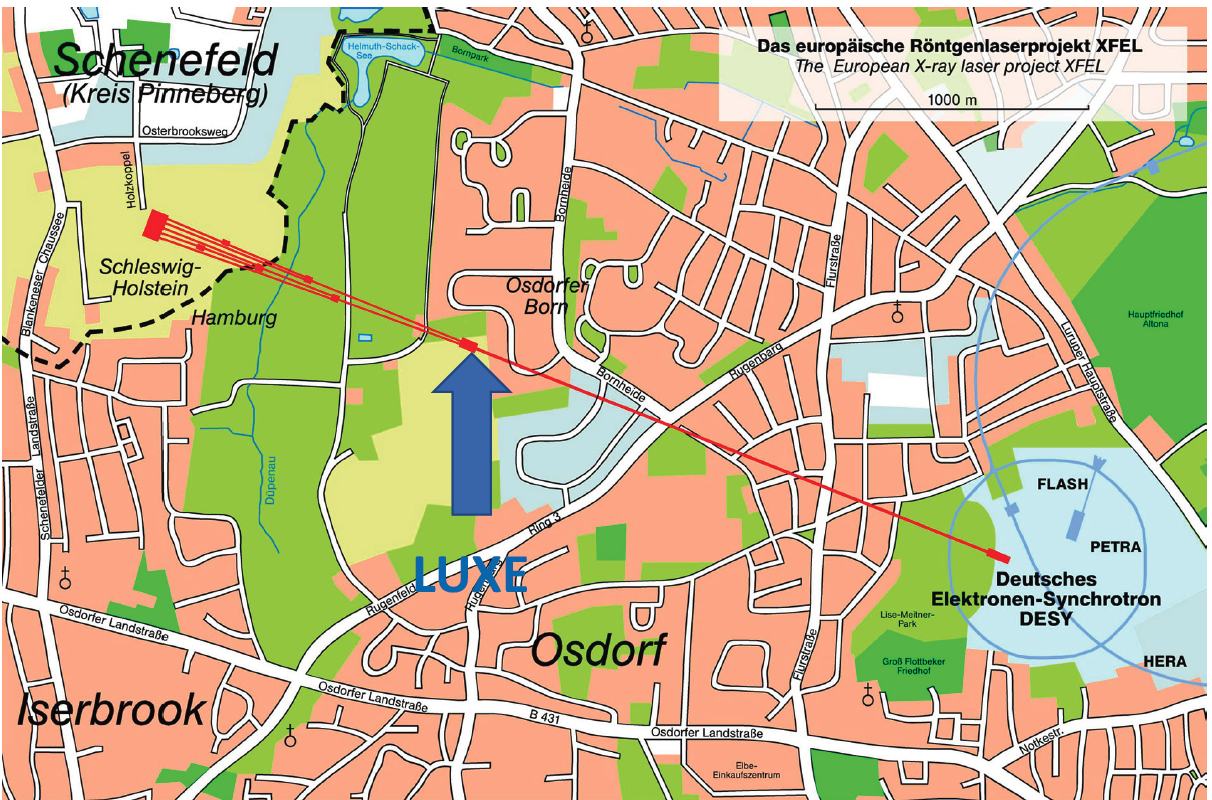 Schenefeld
(Kreis Pinneberg)
Helmuth-Schack-
See
Bornpark
Das europäische Röntgenlaserprojekt XFEL
The European X-ray laser project XFEL
1000 m
Osterbrooksweg
Holzkoppel
Blankeneser Chaussee
Bornheide
Flurstraße
Schleswig-
Holstein
Hamburg
Osdorfer
Born
Hauptfriedhof
Altona
Luruper Hauptstraße
Rugenbarg
Bornheide
Schenefelder Landstraße
Düpenau
FLASH
PETRA
Ring 3
LUXE
Rugenfeld
Deutsches
Elektronen-Synchrotron
DESY
HERA
Lise-Meitner-
Park
Groß Flottbeker
Friedhof
Osdorfer Landstraße
Osdorf
Flurstraße
Iserbrook
Osdorfer Landstraße
B 431
Osdorfer Landstraße
Notkestr.
Elbe-
Einkaufszentrum